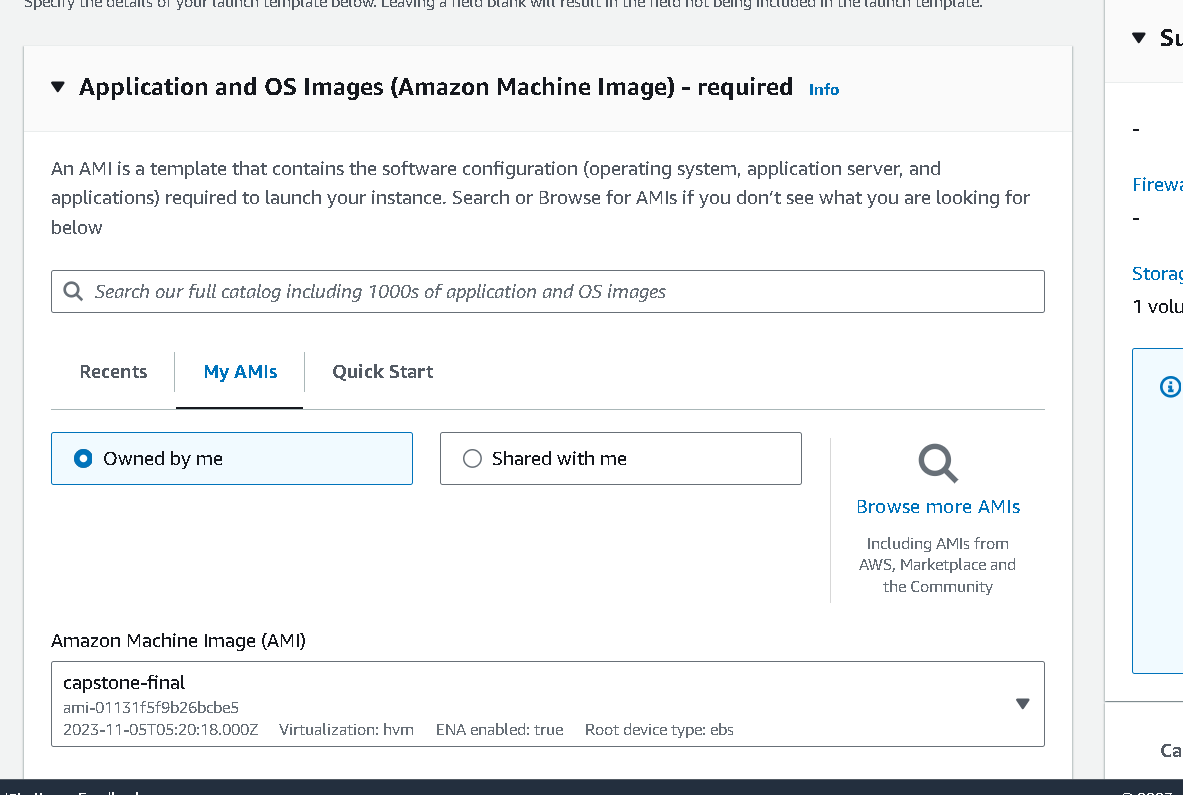 Specify the details of your launch template below. Leaving a field blank will result in the field not being included in the launch template.
Application and OS Images (Amazon Machine Image) - required Info
An AMI is a template that contains the software configuration (operating system, application server, and
applications) required to launch your instance. Search or Browse for AMIs if you don’t see what you are looking for
below
Search our full catalog including 1000s of application and OS images
Recents My AMIs Quick Start
Owned by me Shared with me
Browse more AMIs
Including AMIs from
AWS, Marketplace and
the Community
Amazon Machine Image (AMI)
capstone-final
ami-01131f5f9b26bcbe5
2023-11-05T05:20:18.000Z Virtualization: hvm ENA enabled: true Root device type: ebs
Su
-
Firewa
-
Storag
1 volu
Ca